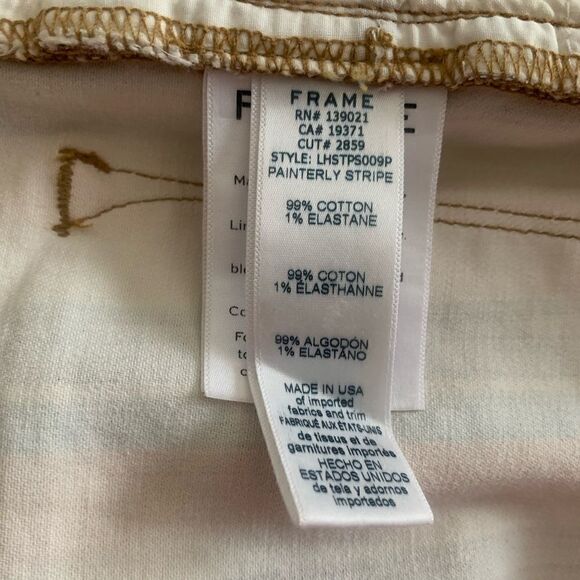 FRAME
RN# 139021
CA# 19371
CUT# 2859
STYLE: LHSTPS009P
PAINTERLY STRIPE
99% COTTON
1% ELASTANE
99% COTON
1% ÉLASTHANNE
99% ALGODÓN
1% ELASTANO
MADE IN USA
of imported
fabrics and trim
FABRIQUÉ AUX ÉTATS-UNIS
de tissus et de
garnitures importés
HECHO EN
ESTADOS UNIDOS
de tela y adornos
importados